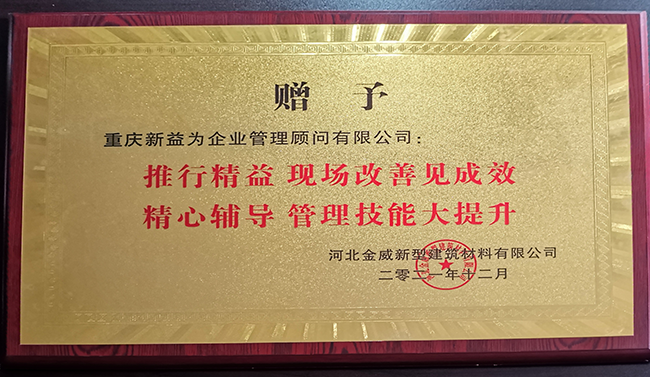 赠 予
重庆新益为企业管理顾问有限公司：
推行精益 现场改善见成效
精心辅导 管理技能大提升
河北金威新型建筑材料有限公司
二零二一年十二月